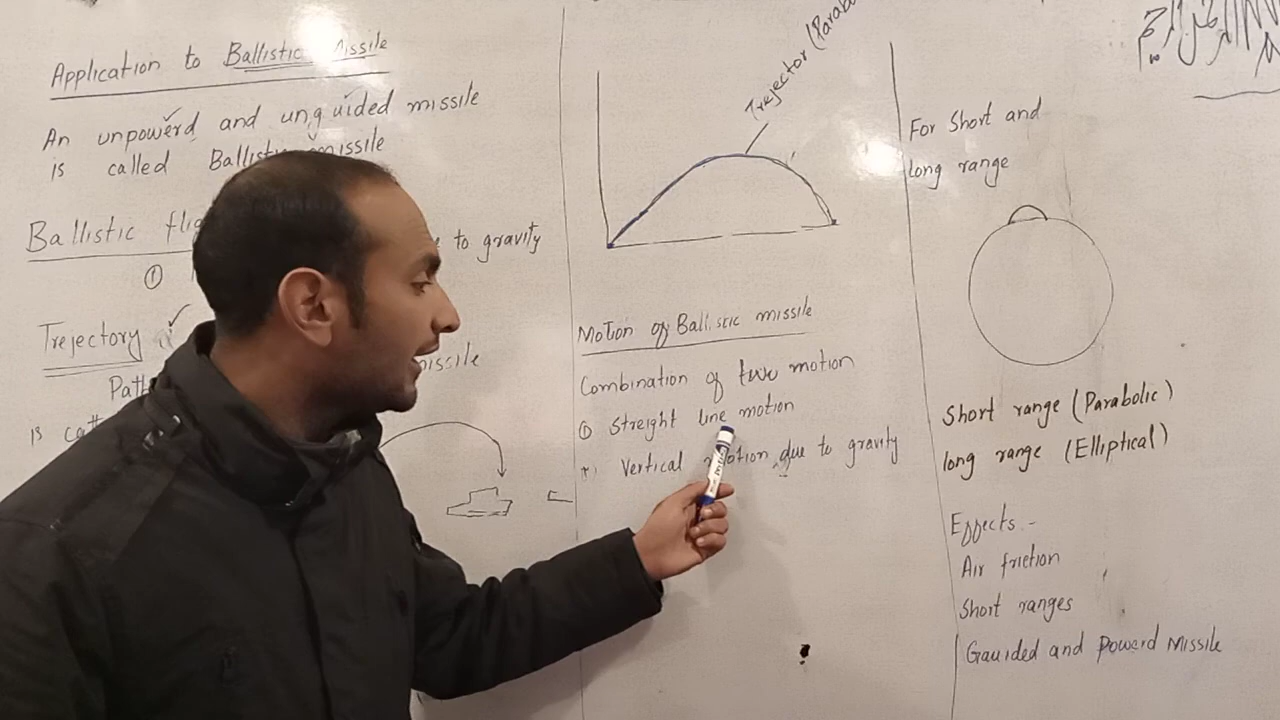 Application to Ballistic Missile
An unpowerd and unguided missile
is called Ballistic missile
Ballistic
to gravity
①
Trejectory
missile
Path
is
Trejector
Motion of Ballistic missile
Combination of two motion
① Streight line motion
Vertical motion due to gravity
For Short and
long range
Short range (Parabolic)
long range (Elliptical)
Effects :-
Air friction
Short ranges
Gauided and Powerd Missile